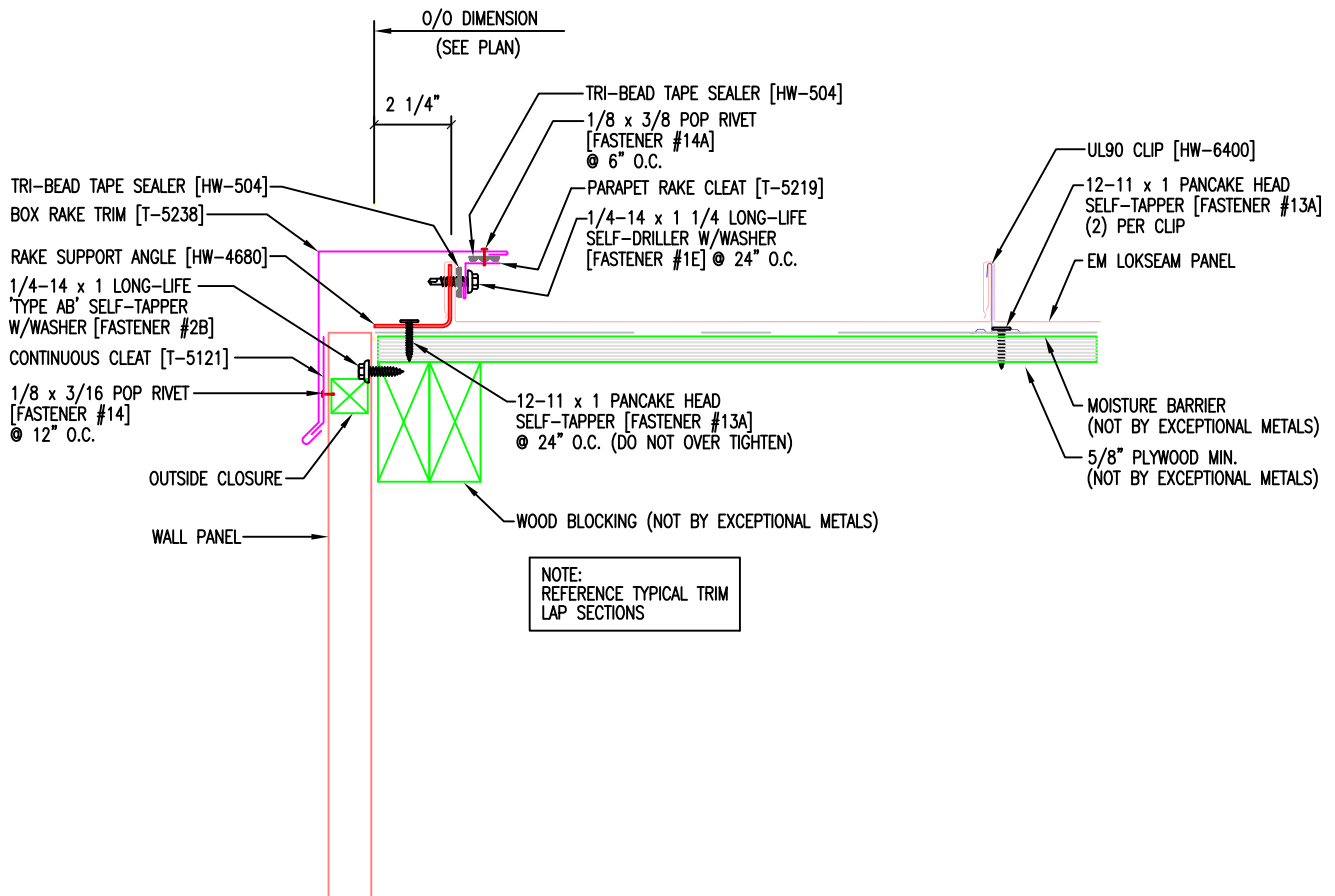 O/O DIMENSION
(SEE PLAN)
2 1/4"
TRI-BEAD TAPE SEALER [HW-504]
1/8 x 3/8 POP RIVET
[FASTENER #14A]
@ 6" O.C.
PARAPET RAKE CLEAT [T-5219]
1/4-14 x 1 1/4 LONG-LIFE
SELF-DRILLER W/WASHER
[FASTENER #1E] @ 24" O.C.
UL90 CLIP [HW-6400]
12-11 x 1 PANCAKE HEAD
SELF-TAPPER [FASTENER #13A]
(2) PER CLIP
EM LOKSEAM PANEL
TRI-BEAD TAPE SEALER [HW-504]
BOX RAKE TRIM [T-5238]
RAKE SUPPORT ANGLE [HW-4680]
1/4-14 x 1 LONG-LIFE
'TYPE AB' SELF-TAPPER
W/WASHER [FASTENER #2B]
CONTINUOUS CLEAT [T-5121]
1/8 x 3/16 POP RIVET
[FASTENER #14]
@ 12" O.C.
OUTSIDE CLOSURE
WALL PANEL
12-11 x 1 PANCAKE HEAD
SELF-TAPPER [FASTENER #13A]
@ 24" O.C. (DO NOT OVER TIGHTEN)
MOISTURE BARRIER
(NOT BY EXCEPTIONAL METALS)
5/8" PLYWOOD MIN.
(NOT BY EXCEPTIONAL METALS)
WOOD BLOCKING (NOT BY EXCEPTIONAL METALS)
NOTE:
REFERENCE TYPICAL TRIM
LAP SECTIONS